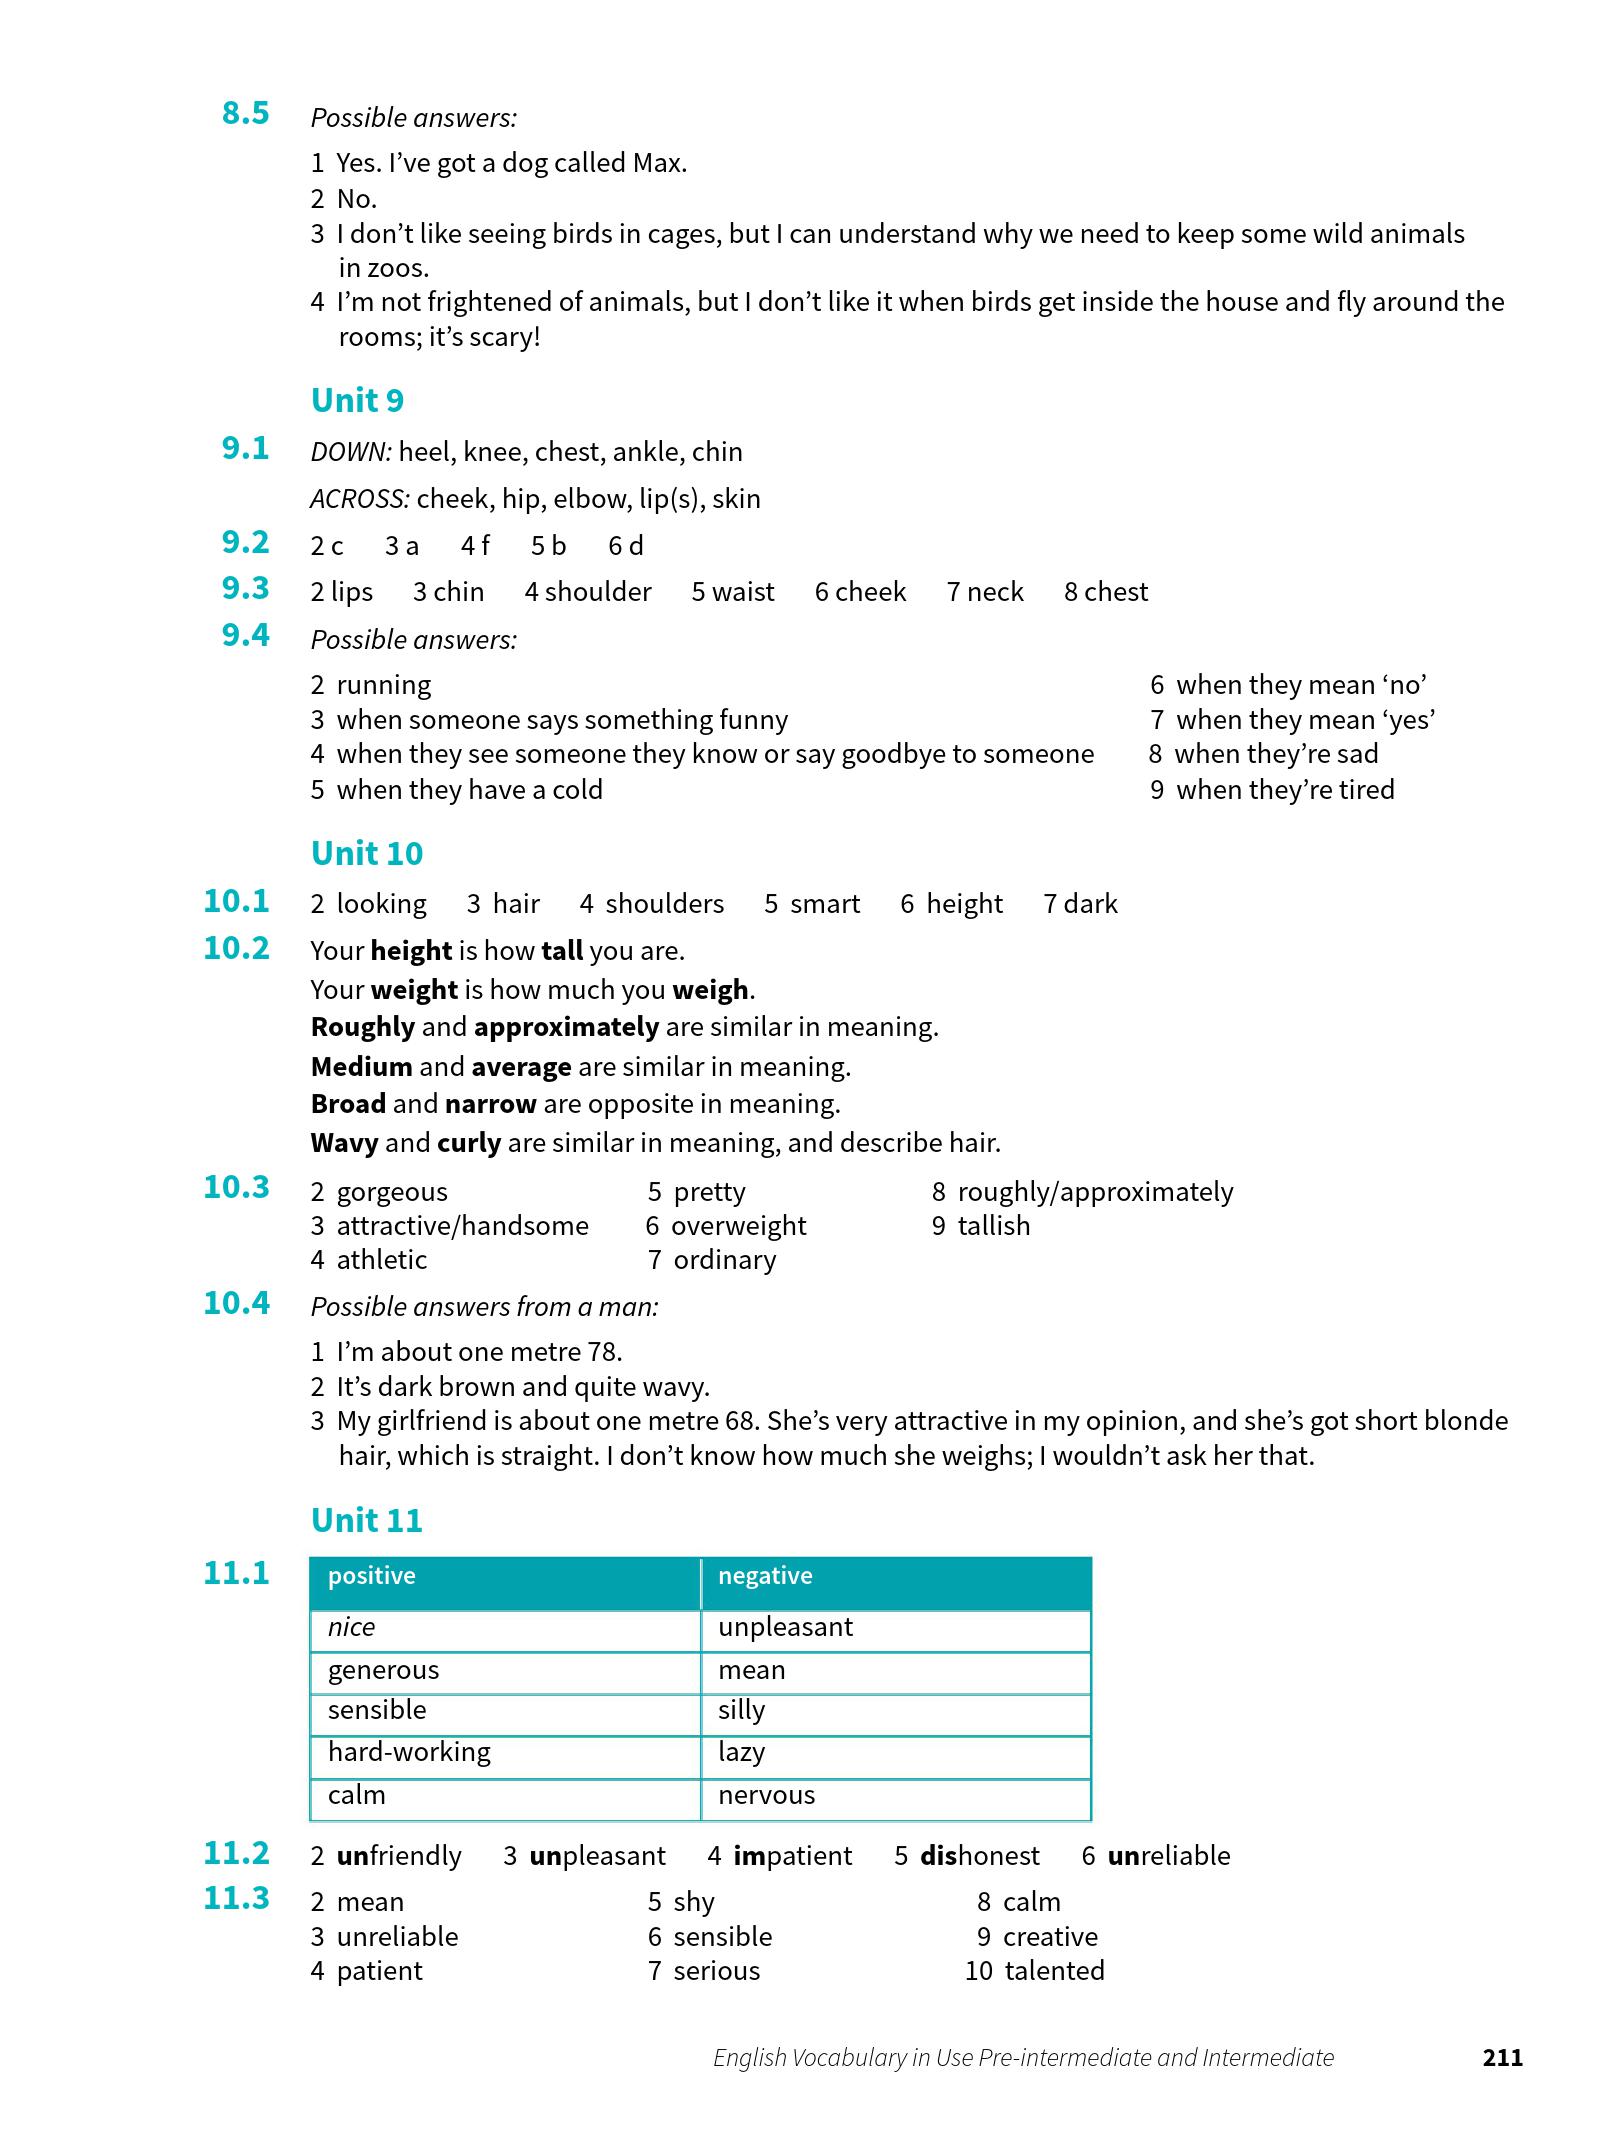 8.5 Possible answers:
1 Yes. I’ve got a dog called Max.
2 No.
3 I don’t like seeing birds in cages, but I can understand why we need to keep some wild animals
in zoos.
4 I’m not frightened of animals, but I don’t like it when birds get inside the house and fly around the
rooms; it’s scary!
Unit 9
9.1 DOWN: heel, knee, chest, ankle, chin
ACROSS: cheek, hip, elbow, lip(s), skin
9.2 2 c 3 a 4 f 5 b 6 d
9.3 2 lips 3 chin 4 shoulder 5 waist 6 cheek 7 neck 8 chest
9.4 Possible answers:
2 running 6 when they mean ‘no’
3 when someone says something funny 7 when they mean ‘yes’
4 when they see someone they know or say goodbye to someone 8 when they’re sad
5 when they have a cold 9 when they’re tired
Unit 10
10.1 2 looking 3 hair 4 shoulders 5 smart 6 height 7 dark
10.2 Your height is how tall you are.
Your weight is how much you weigh.
Roughly and approximately are similar in meaning.
Medium and average are similar in meaning.
Broad and narrow are opposite in meaning.
Wavy and curly are similar in meaning, and describe hair.
10.3 2 gorgeous 5 pretty 8 roughly/approximately
3 attractive/handsome 6 overweight 9 tallish
4 athletic 7 ordinary
10.4 Possible answers from a man:
1 I’m about one metre 78.
2 It’s dark brown and quite wavy.
3 My girlfriend is about one metre 68. She’s very attractive in my opinion, and she’s got short blonde
hair, which is straight. I don’t know how much she weighs; I wouldn’t ask her that.
Unit 11
11.1 positive negative
nice unpleasant
generous mean
sensible silly
hard-working lazy
calm nervous
11.2 2 unfriendly 3 unpleasant 4 impatient 5 dishonest 6 unreliable
11.3 2 mean 5 shy 8 calm
3 unreliable 6 sensible 9 creative
4 patient 7 serious 10 talented
English Vocabulary in Use Pre-intermediate and Intermediate 211